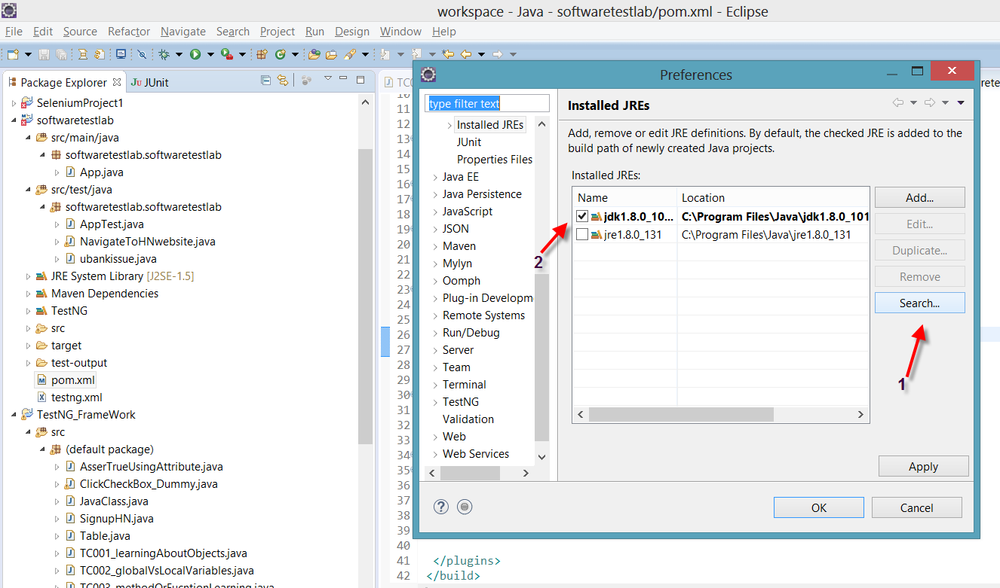 workspace - Java - softwaretestlab/pom.xml - Eclipse
File Edit Source Refactor Navigate Search Project Run Design Window Help
Package Explorer
JUnit
SeleniumProject1
softwaretestlab
src/main/java
softwaretestlab.softwaretestlab
App.java
src/test/java
softwaretestlab.softwaretestlab
AppTest.java
NavigateToHNwebsite.java
ubankissue.java
JRE System Library [J2SE-1.5]
Maven Dependencies
TestNG
src
target
test-output
pom.xml
testng.xml
TestNG_FrameWork
src
(default package)
AsserTrueUsingAttribute.java
ClickCheckBox_Dummy.java
JavaClass.java
SignupHN.java
Table.java
TC001_learningAboutObjects.java
TC002_globalVsLocalVariables.java
TC003_methodOrFucntionLearning.java
TC0
10
11
12
13
14
15
16
17
18
19
20
21
22
23
24
25
26
27
28
29
30
31
32
33
34
35
36
37
38
39
40
41 </plugins>
42 </build>
Preferences
type filter text
Installed JREs
JUnit
Properties Files
Java EE
Java Persistence
JavaScript
JSON
Maven
Mylyn
Oomph
Plug-in Developm
Remote Systems
Run/Debug
Server
Team
Terminal
TestNG
Validation
Web
Web Services
Installed JREs
Add, remove or edit JRE definitions. By default, the checked JRE is added to the
build path of newly created Java projects.
Installed JREs:
Name Location
jdk1.8.0_10... C:\Program Files\Java\jdk1.8.0_101
jre1.8.0_131 C:\Program Files\Java\jre1.8.0_131
Add...
Edit...
Duplicate...
Remove
Search...
2
1
Apply
OK Cancel
rete